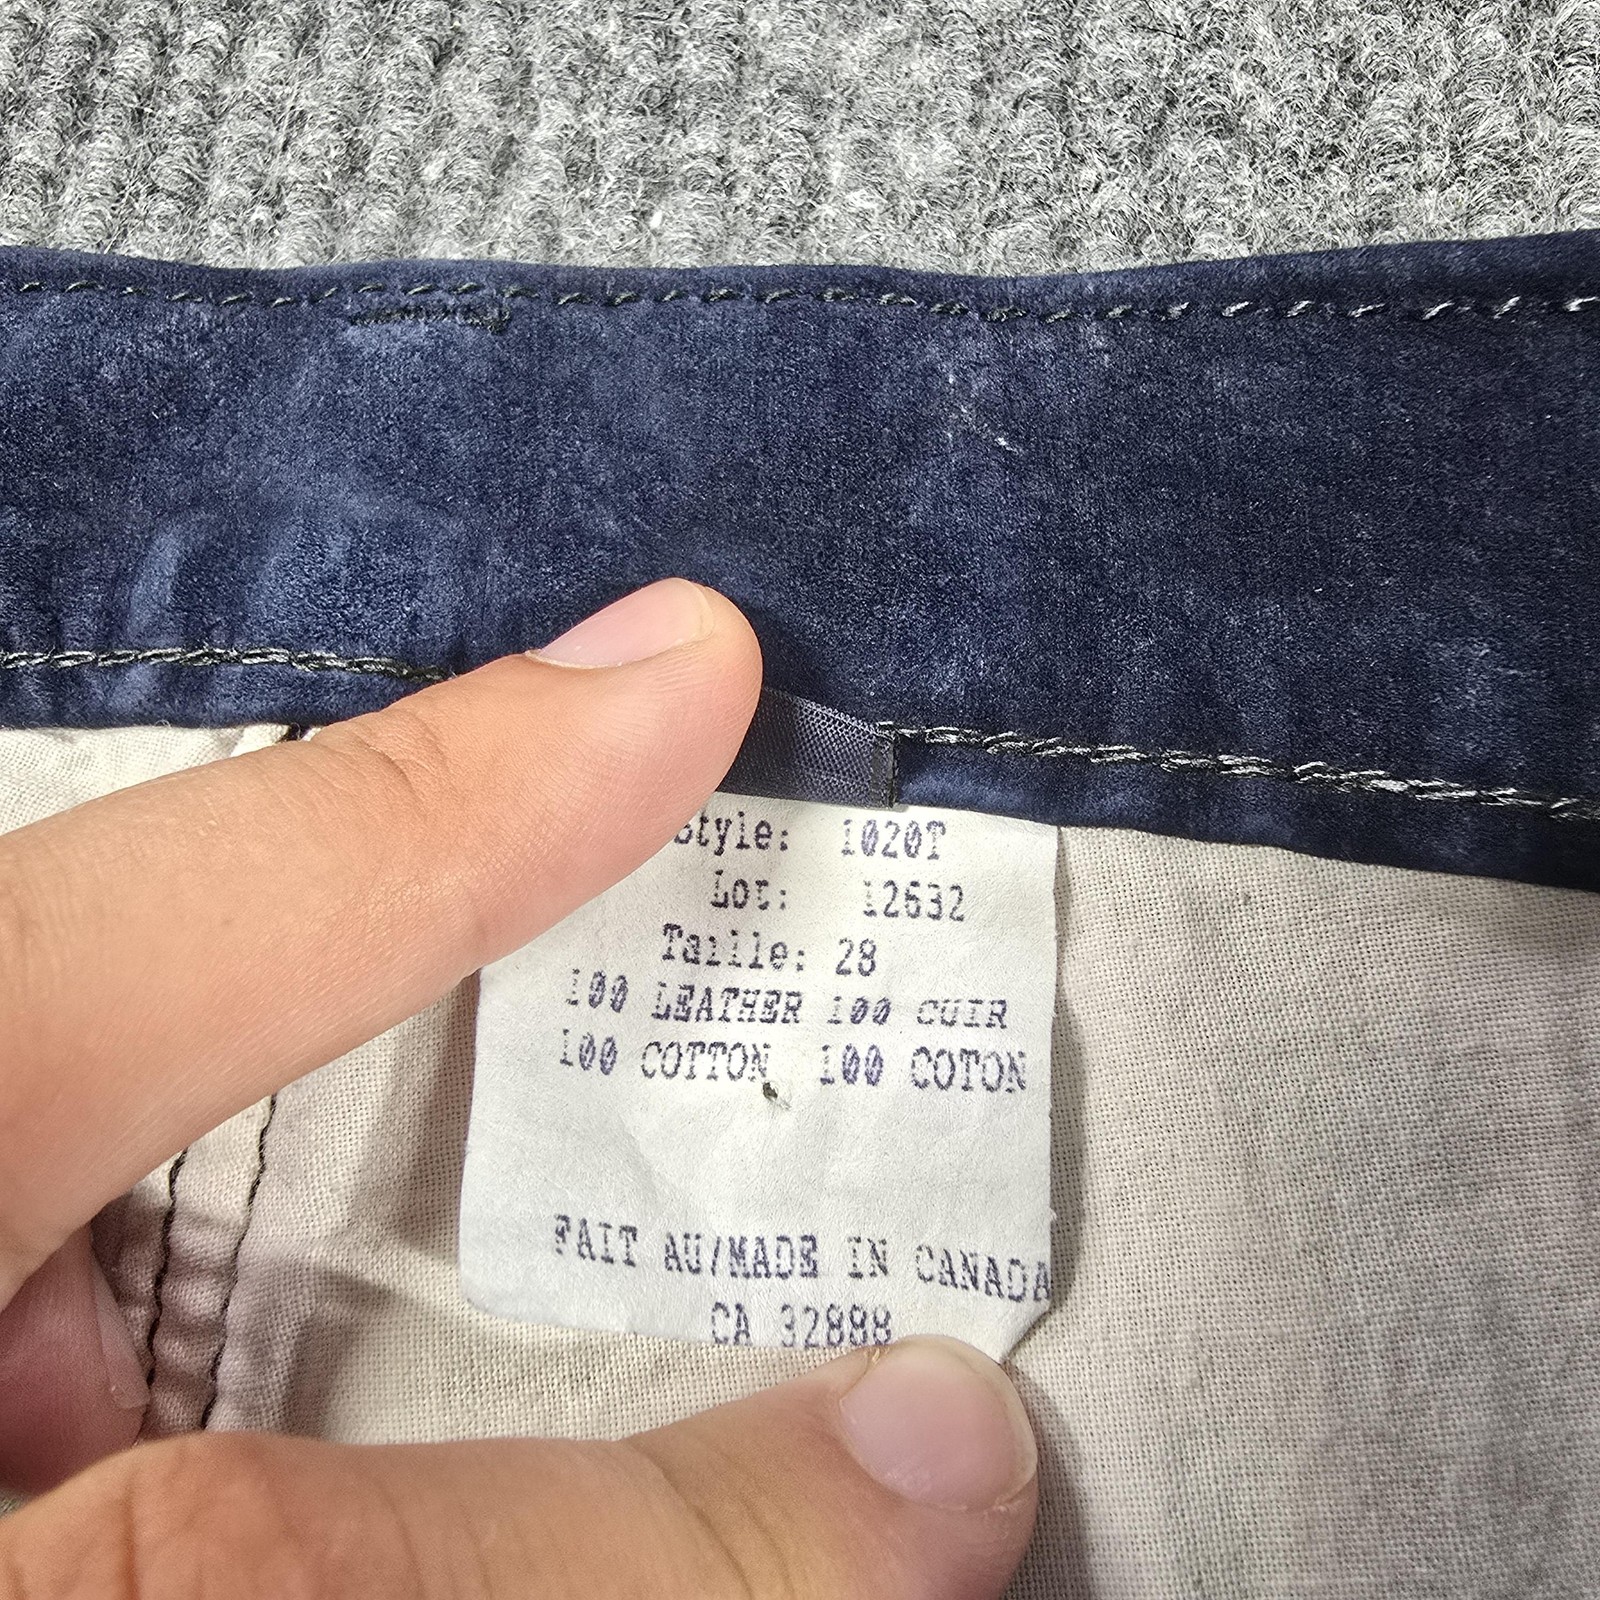 Style: 1020T
Lot: 12632
Taille: 28
100 LEATHER 100 CUIR
100 COTTON 100 COTON
FAIT AU/MADE IN CANADA
CA 32888